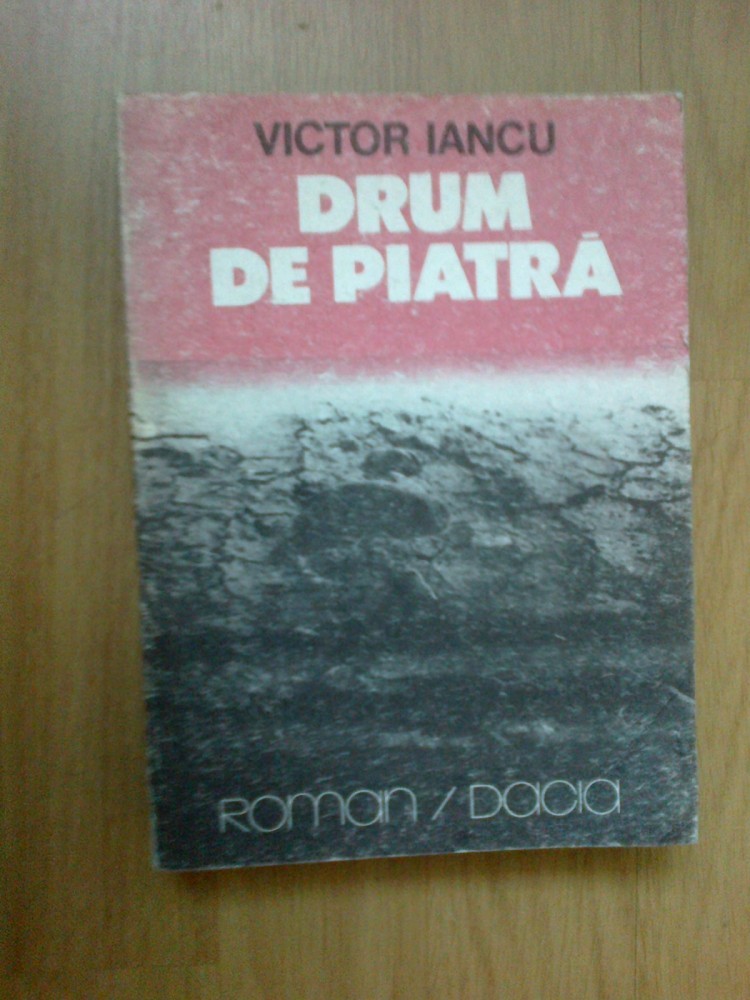 VICTOR IANCU
DRUM
DE PIATRĂ
Roman / Dacia